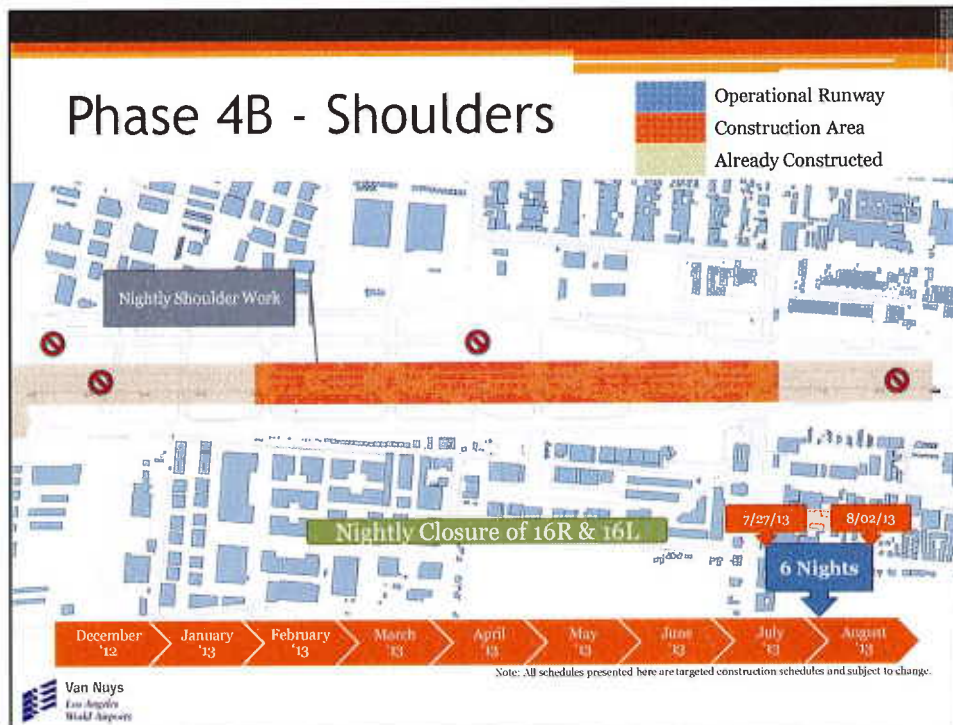 Phase 4B - Shoulders
Operational Runway
Construction Area
Already Constructed
Nightly Shoulder Work
Nightly Closure of 16R & 16L
7/27/13
8/02/13
6 Nights
December '12
January '13
February '13
March '13
April '13
May '13
June '13
July '13
August '13
Note: All schedules presented here are targeted construction schedules and subject to change.
Van Nuys
Los Angeles
World Airports